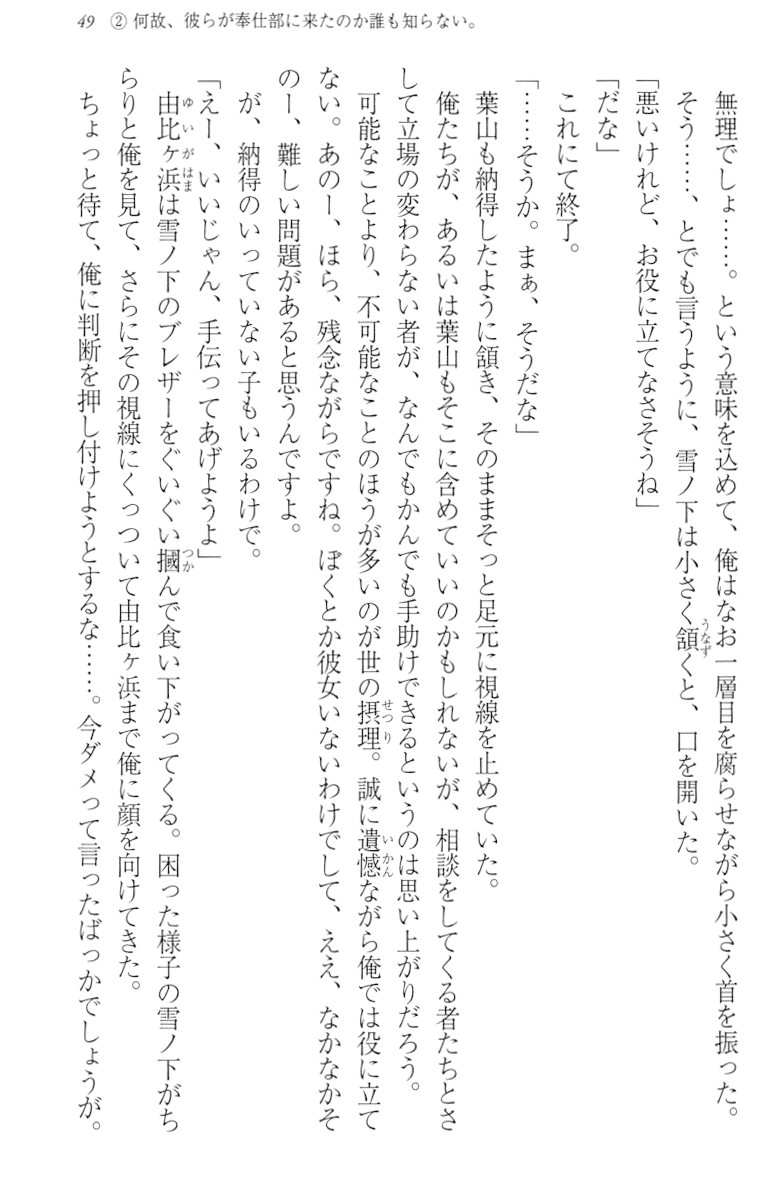 49 ② 何故、彼らが奉仕部に来たのか誰も知らない。
無理でしょ……。という意味を込めて、俺はなお一層目を腐らせながら小さく首を振った。
そう……、とでも言うように、雪ノ下は小さく頷くと、口を開いた。
「悪いけれど、お役に立てなさそうね」
「だな」
これにて終了。
「……そうか。まぁ、そうだな」
葉山も納得したように頷き、そのままそっと足元に視線を止めていた。
俺たちが、あるいは葉山もそこに含めていいのかもしれないが、相談をしてくる者たちとさ
して立場の変わらない者が、なんでもかんでも手助けできるというのは思い上がりだろう。
可能なことより、不可能なことのほうが多いのが世の摂理。誠に遺憾ながら俺では役に立て
ない。あのー、ほら、残念ながらですね。ぼくとか彼女いないわけでして、ええ、なかなかそ
のー、難しい問題があると思うんですよ。
が、納得のいっていない子もいるわけで。
「えー、いいじゃん、手伝ってあげようよ」
由比ヶ浜は雪ノ下のブレザーをぐいぐい摑んで食い下がってくる。困った様子の雪ノ下がち
らりと俺を見て、さらにその視線にくっついて由比ヶ浜まで俺に顔を向けてきた。
ちょっと待て、俺に判断を押し付けようとするな……。今ダメって言ったばっかでしょうが。